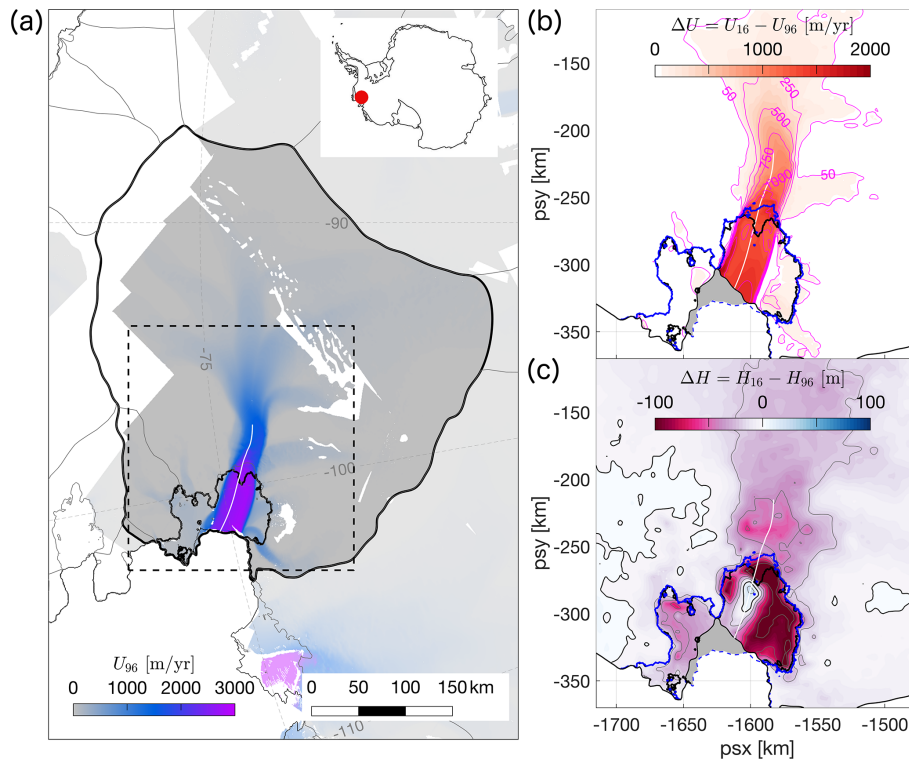 (a)
-90
-75
-100
-110
U₉₆ [m/yr]
0 1000 2000 3000
0 50 100 150 km
(b)
ΔU = U₁₆ − U₉₆ [m/yr]
0 1000 2000
psy [km]
-110
-150
-200
-250
-300
-350
50
250
500
750
1000
50
(c)
ΔH = H₁₆ − H₉₆ [m]
-100 0 100
psy [km]
-110
-150
-200
-250
-300
-350
-1700 -1650 -1600 -1550 -1500
psx [km]